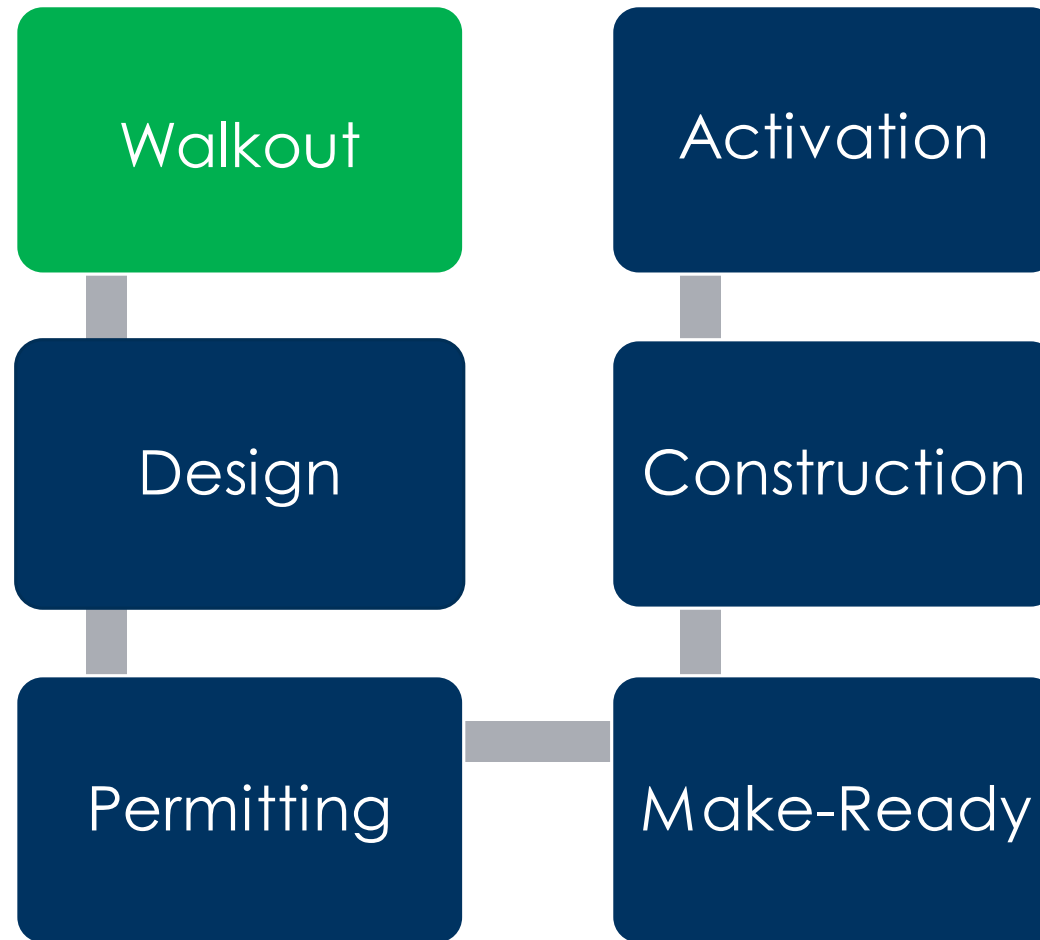 Walkout
Design
Permitting
Make-Ready
Construction
Activation